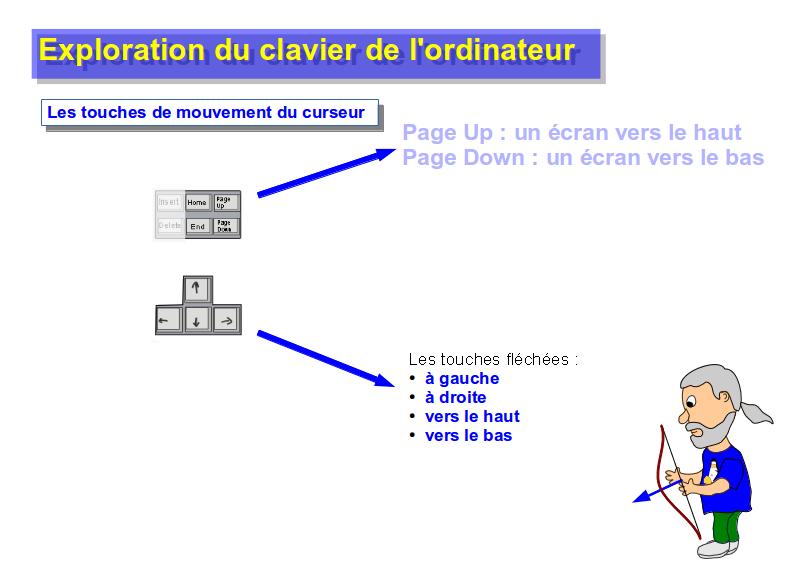 Exploration du clavier de l'ordinateur
Les touches de mouvement du curseur
Page Up : un écran vers le haut
Page Down : un écran vers le bas
Insert Home Page Up
Delete End Page Down
↑
← ↓ →
Les touches fléchées :
• à gauche
• à droite
• vers le haut
• vers le bas